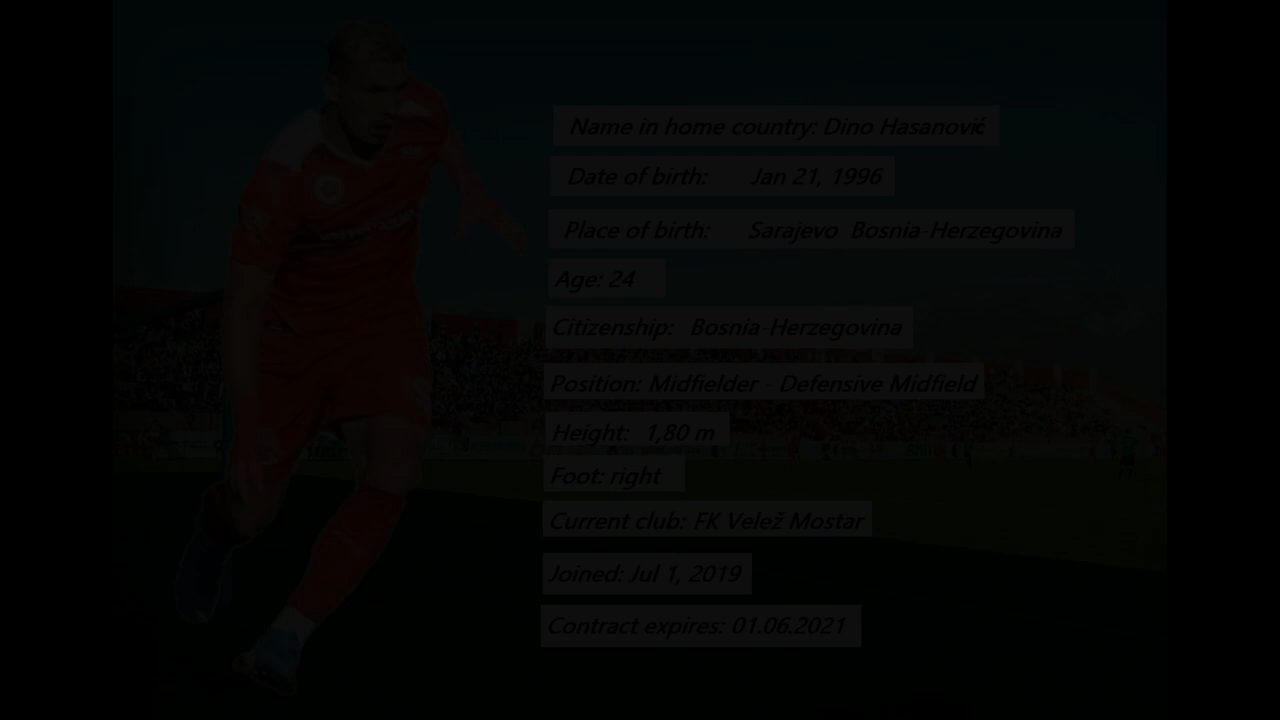 Name in home country: Dino Hasanović
Date of birth: Jan 21, 1996
Place of birth: Sarajevo Bosnia-Herzegovina
Age: 24
Citizenship: Bosnia-Herzegovina
Position: Midfielder - Defensive Midfield
Height: 1,80 m
Foot: right
Current club: FK Velež Mostar
Joined: Jul 1, 2019
Contract expires: 01.06.2021